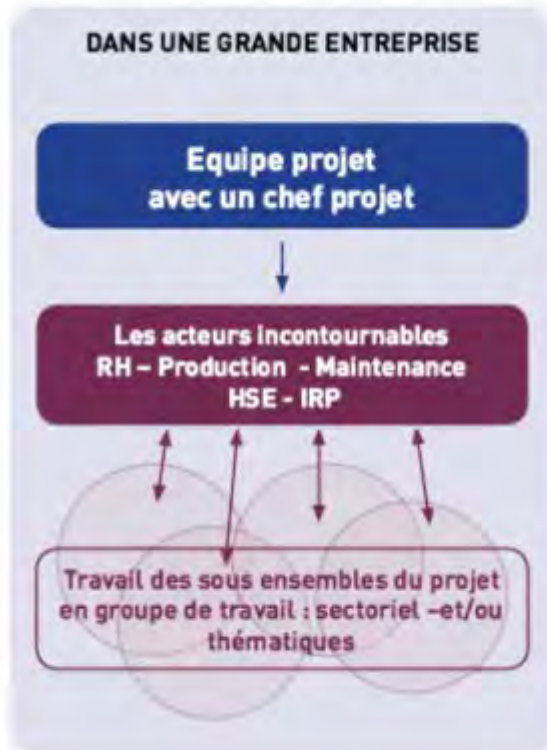 DANS UNE GRANDE ENTREPRISE
Equipe projet
avec un chef projet
Les acteurs incontournables
RH – Production - Maintenance
HSE - IRP
Travail des sous ensembles du projet
en groupe de travail : sectoriel –et/ou
thématiques